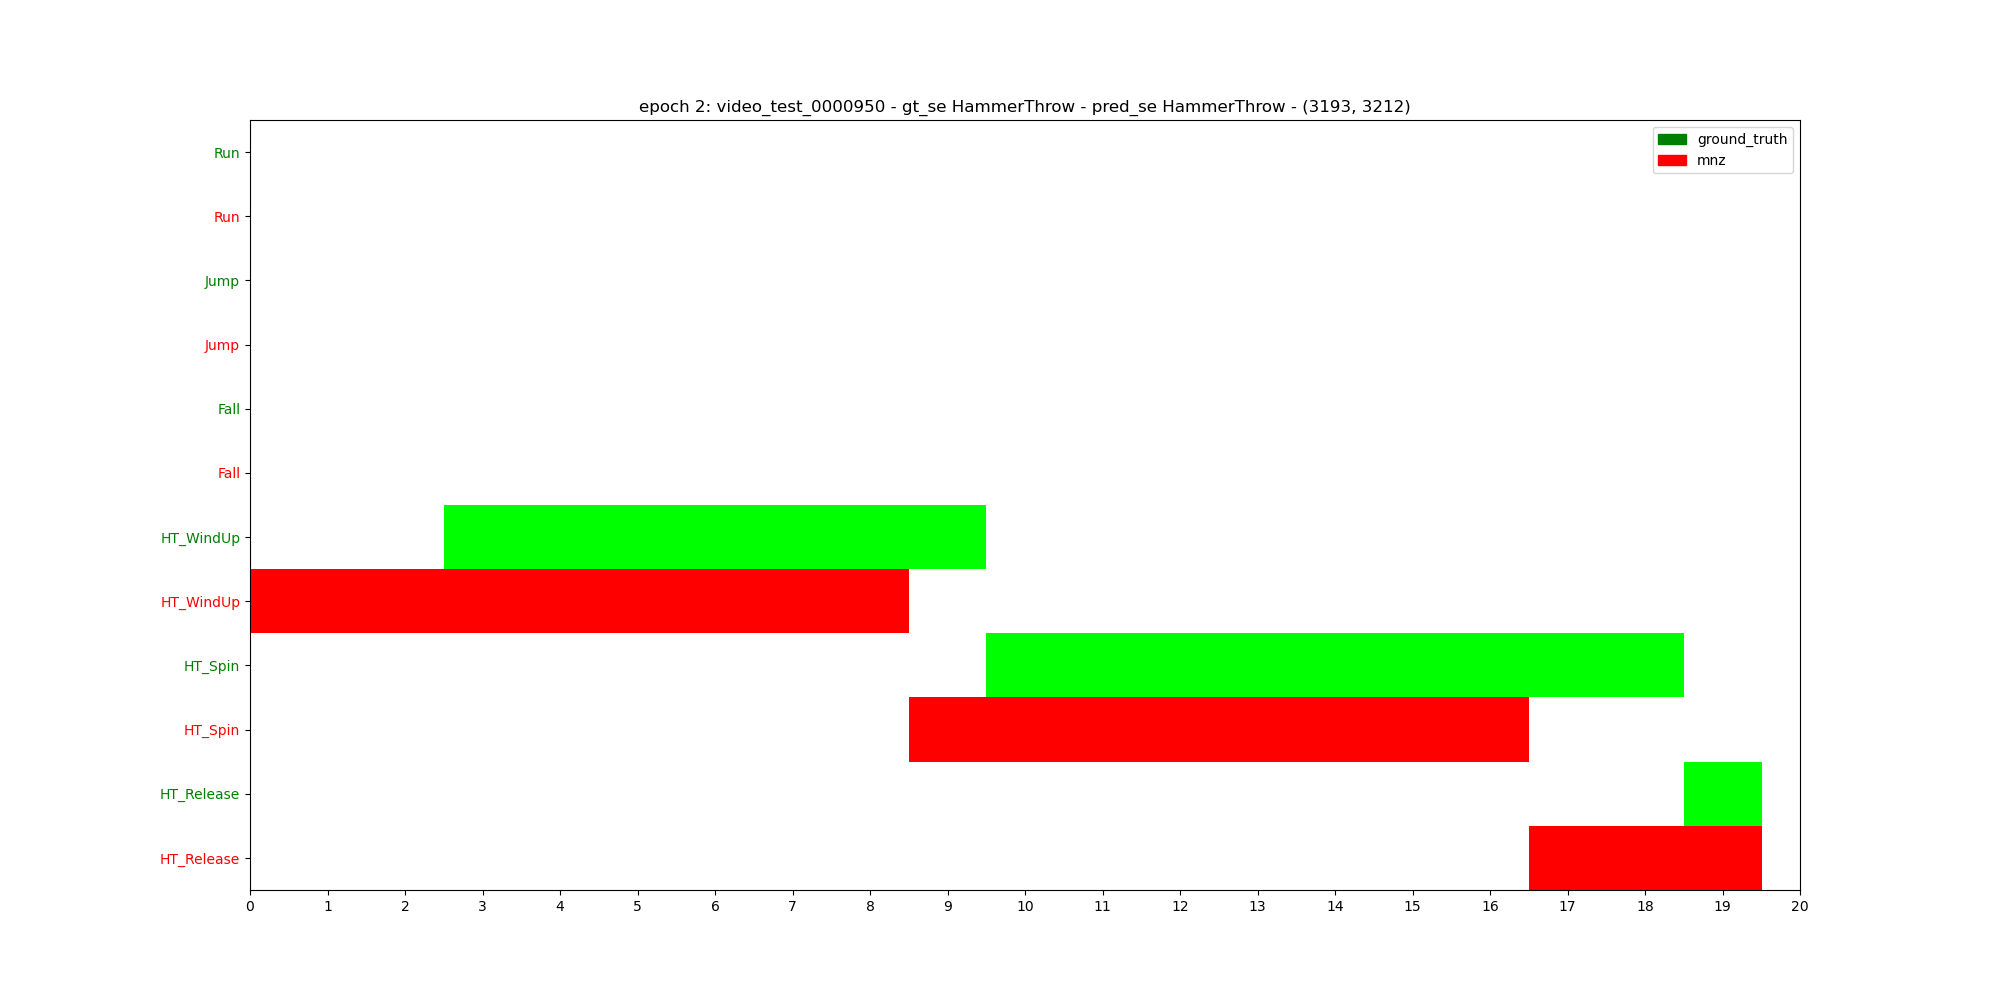 epoch 2: video_test_0000950 - gt_se HammerThrow - pred_se HammerThrow - (3193, 3212)
ground_truth
mnz
Run
Run
Jump
Jump
Fall
Fall
HT_WindUp
HT_WindUp
HT_Spin
HT_Spin
HT_Release
HT_Release
0 1 2 3 4 5 6 7 8 9 10 11 12 13 14 15 16 17 18 19 20